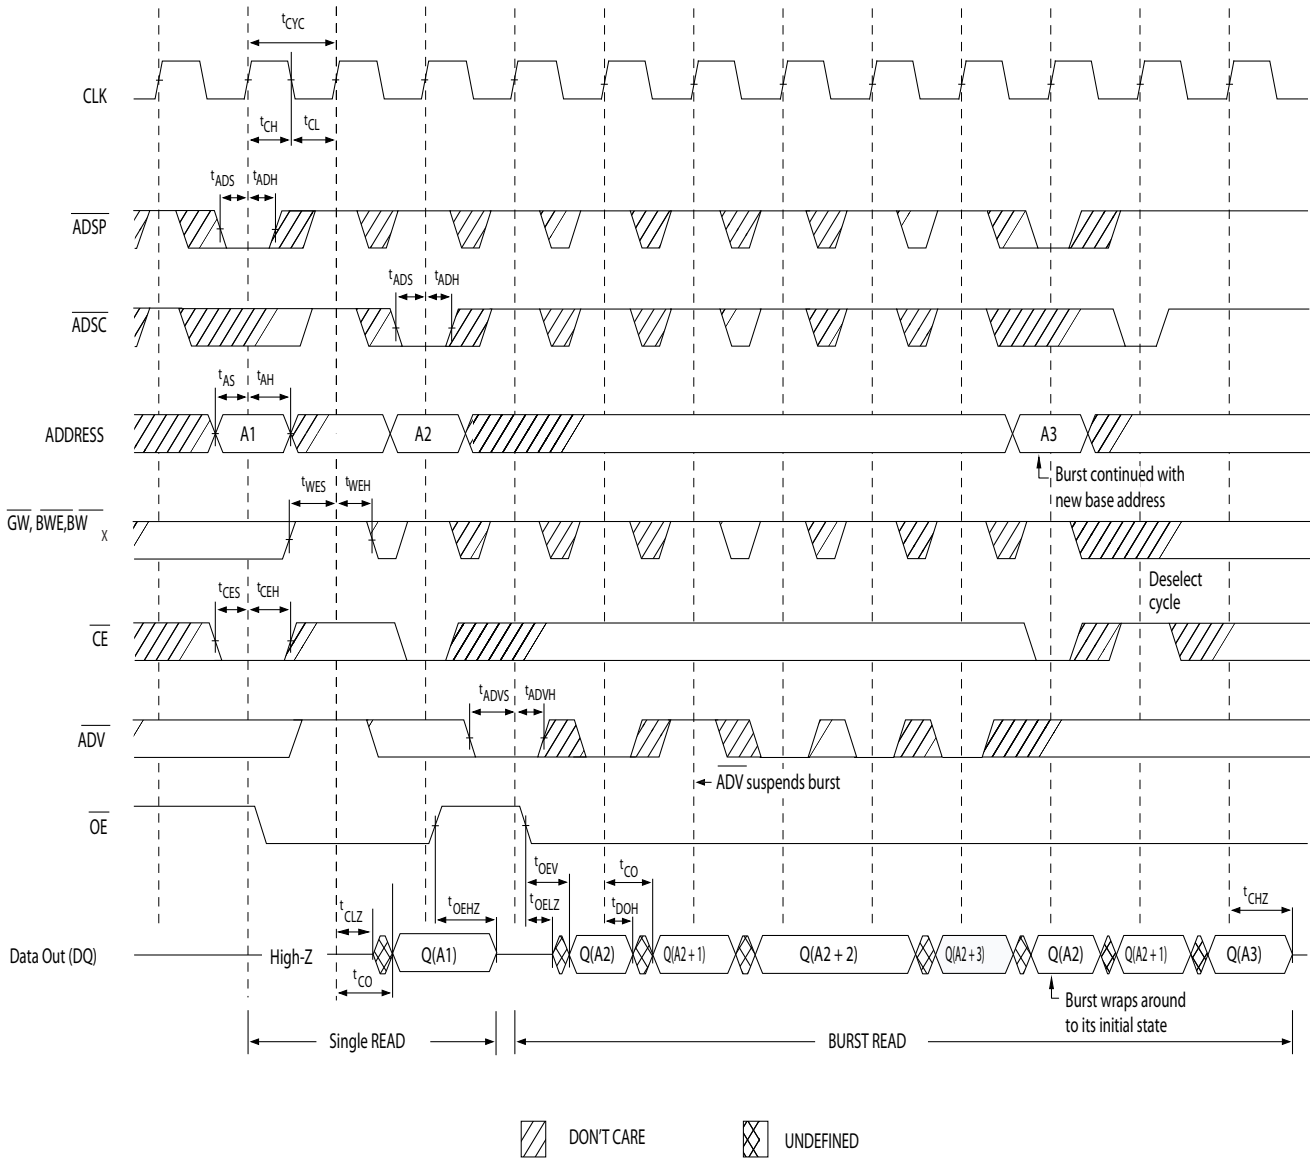 tCYC
CLK
tCH
tCL
tADS
tADH
ADSP
tADS
tADH
ADSC
tAS
tAH
ADDRESS
A1
A2
A3
Burst continued with
new base address
tWES
tWEH
GW, BWE,BW X
Deselect
cycle
tCES
tCEH
CE
tADVS
tADVH
ADV
ADV suspends burst
OE
tOEV
tCO
tCLZ
tOEHZ
tOELZ
tDOH
tCHZ
Data Out (DQ)
High-Z
Q(A1)
Q(A2)
Q(A2+1)
Q(A2 + 2)
Q(A2 + 3)
Q(A2)
Q(A2 + 1)
Q(A3)
tCO
Burst wraps around
to its initial state
Single READ
BURST READ
DON'T CARE
UNDEFINED